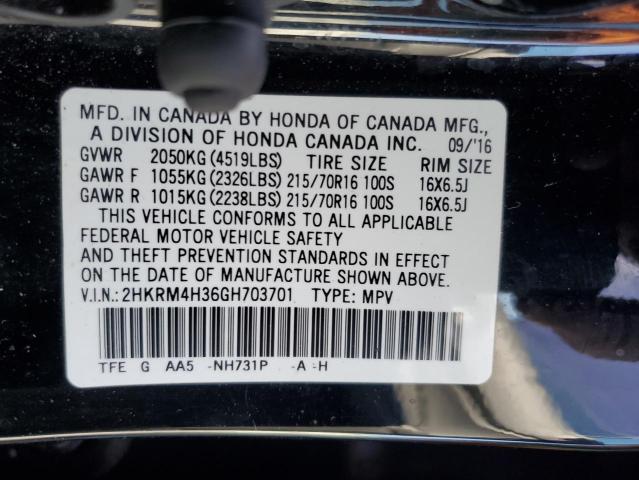 MFD. IN CANADA BY HONDA OF CANADA MFG.,
A DIVISION OF HONDA CANADA INC. 09/'16
GVWR 2050KG (4519LBS) TIRE SIZE RIM SIZE
GAWR F 1055KG (2326LBS) 215/70R16 100S 16X6.5J
GAWR R 1015KG (2238LBS) 215/70R16 100S 16X6.5J
THIS VEHICLE CONFORMS TO ALL APPLICABLE
FEDERAL MOTOR VEHICLE SAFETY
AND THEFT PREVENTION STANDARDS IN EFFECT
ON THE DATE OF MANUFACTURE SHOWN ABOVE.
V.I.N.: 2HKRM4H36GH703701 TYPE: MPV
TFE G AA5 -NH731P -A -H